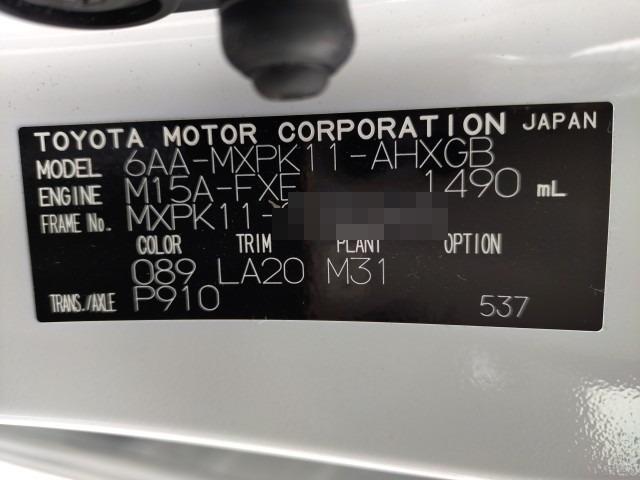 TOYOTA MOTOR CORPORATION JAPAN
MODEL 6AA-MXPK11-AHXGB
ENGINE M15A-FXE 1490 mL
FRAME No. MXPK11-
COLOR TRIM PLANT OPTION
089 LA20 M31
TRANS./AXLE P910 537